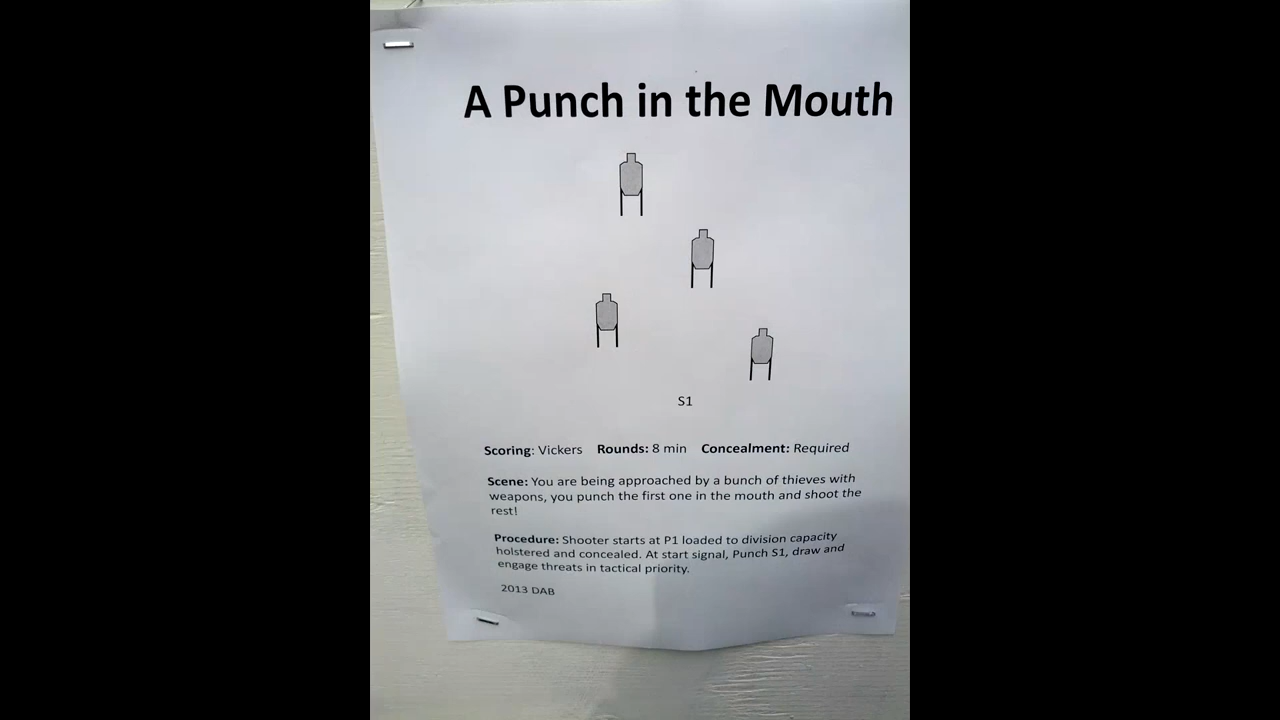 A Punch in the Mouth
S1
Scoring: Vickers Rounds: 8 min Concealment: Required
Scene: You are being approached by a bunch of thieves with
weapons, you punch the first one in the mouth and shoot the
rest!
Procedure: Shooter starts at P1 loaded to division capacity
holstered and concealed. At start signal, Punch S1, draw and
engage threats in tactical priority.
2013 DAB